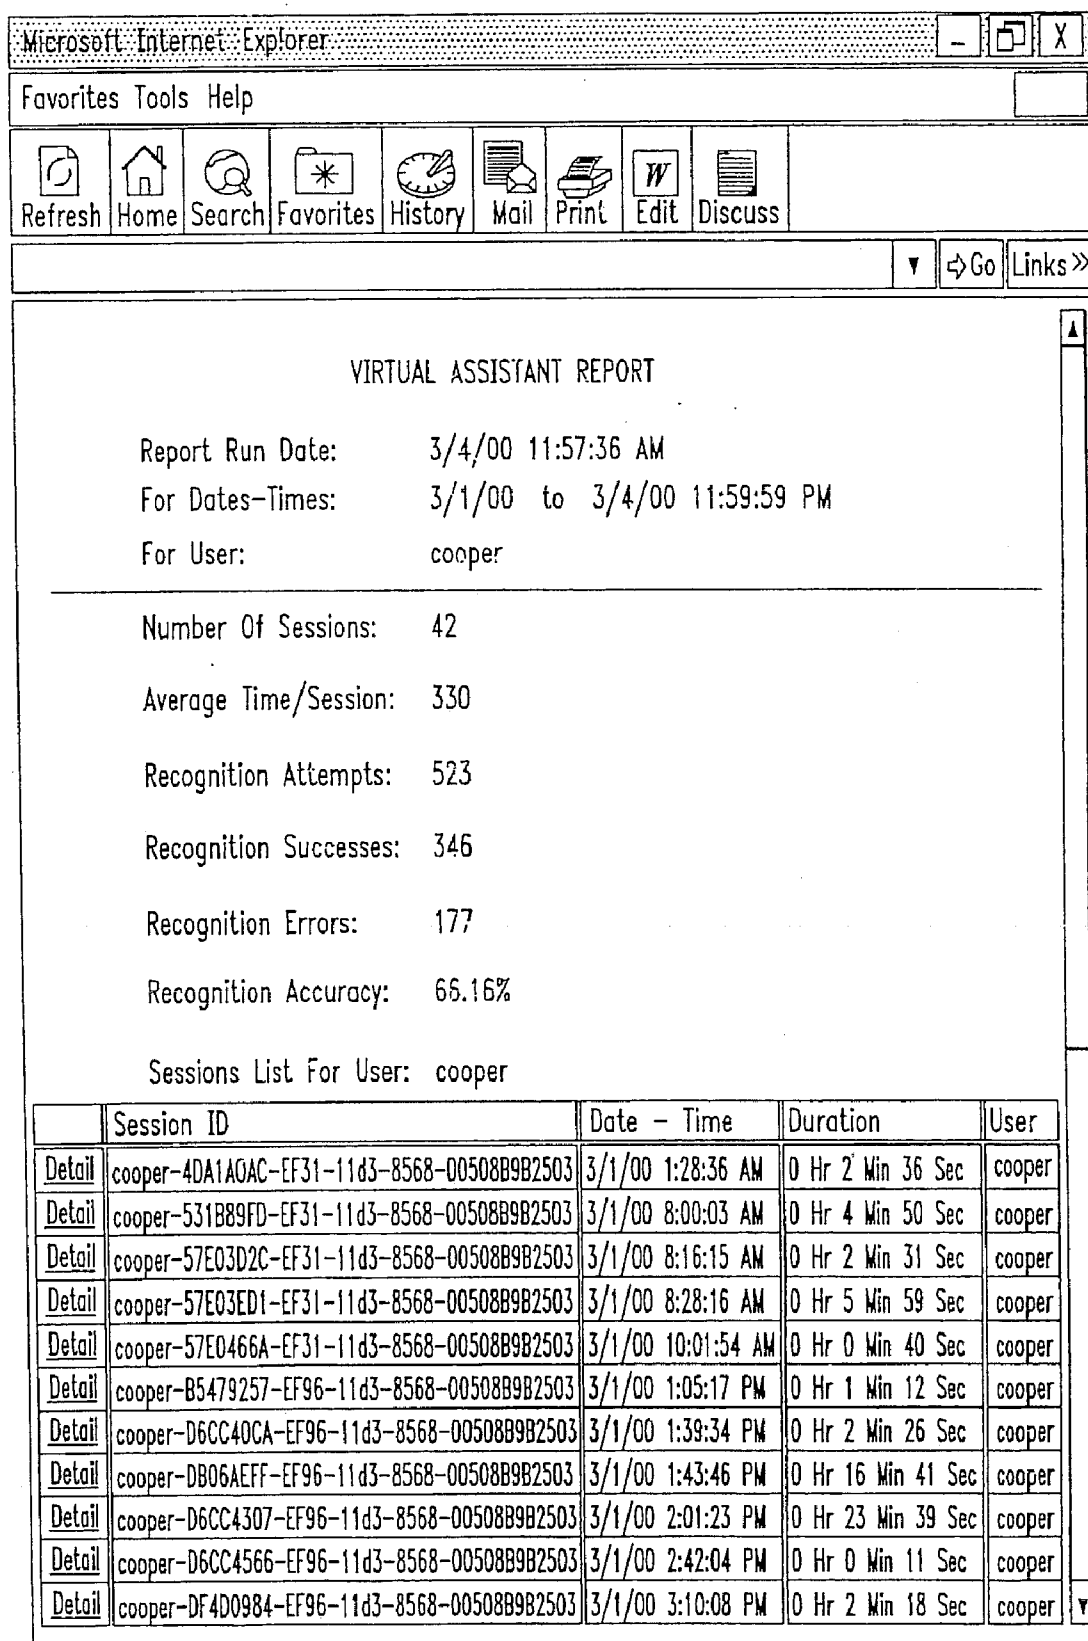 Microsoft Internet Explorer _ X
Favorites Tools Help
Refresh Home Search Favorites History Mail Print W Edit Discuss
Go Links »
VIRTUAL ASSISTANT REPORT
Report Run Date: 3/4/00 11:57:36 AM
For Dates-Times: 3/1/00 to 3/4/00 11:59:59 PM
For User: cooper
Number Of Sessions: 42
Average Time/Session: 330
Recognition Attempts: 523
Recognition Successes: 346
Recognition Errors: 177
Recognition Accuracy: 66.16%
Sessions List For User: cooper
Session ID Date - Time Duration User
Detail cooper-4DA1A0AC-EF31-11d3-8568-00508B9B2503 3/1/00 1:28:36 AM 0 Hr 2 Min 36 Sec cooper
Detail cooper-531B89FD-EF31-11d3-8568-00508B9B2503 3/1/00 8:00:03 AM 0 Hr 4 Min 50 Sec cooper
Detail cooper-57E03D2C-EF31-11d3-8568-00508B9B2503 3/1/00 8:16:15 AM 0 Hr 2 Min 31 Sec cooper
Detail cooper-57E03ED1-EF31-11d3-8568-00508B9B2503 3/1/00 8:28:16 AM 0 Hr 5 Min 59 Sec cooper
Detail cooper-57E0466A-EF31-11d3-8568-00508B9B2503 3/1/00 10:01:54 AM 0 Hr 0 Min 40 Sec cooper
Detail cooper-B5479257-EF96-11d3-8568-00508B9B2503 3/1/00 1:05:17 PM 0 Hr 1 Min 12 Sec cooper
Detail cooper-D6CC40CA-EF96-11d3-8568-00508B9B2503 3/1/00 1:39:34 PM 0 Hr 2 Min 26 Sec cooper
Detail cooper-DB06AEFF-EF96-11d3-8568-00508B9B2503 3/1/00 1:43:46 PM 0 Hr 16 Min 41 Sec cooper
Detail cooper-D6CC4307-EF96-11d3-8568-00508B9B2503 3/1/00 2:01:23 PM 0 Hr 23 Min 39 Sec cooper
Detail cooper-D6CC4566-EF96-11d3-8568-00508B9B2503 3/1/00 2:42:04 PM 0 Hr 0 Min 11 Sec cooper
Detail cooper-DF4D0984-EF96-11d3-8568-00508B9B2503 3/1/00 3:10:08 PM 0 Hr 2 Min 18 Sec cooper